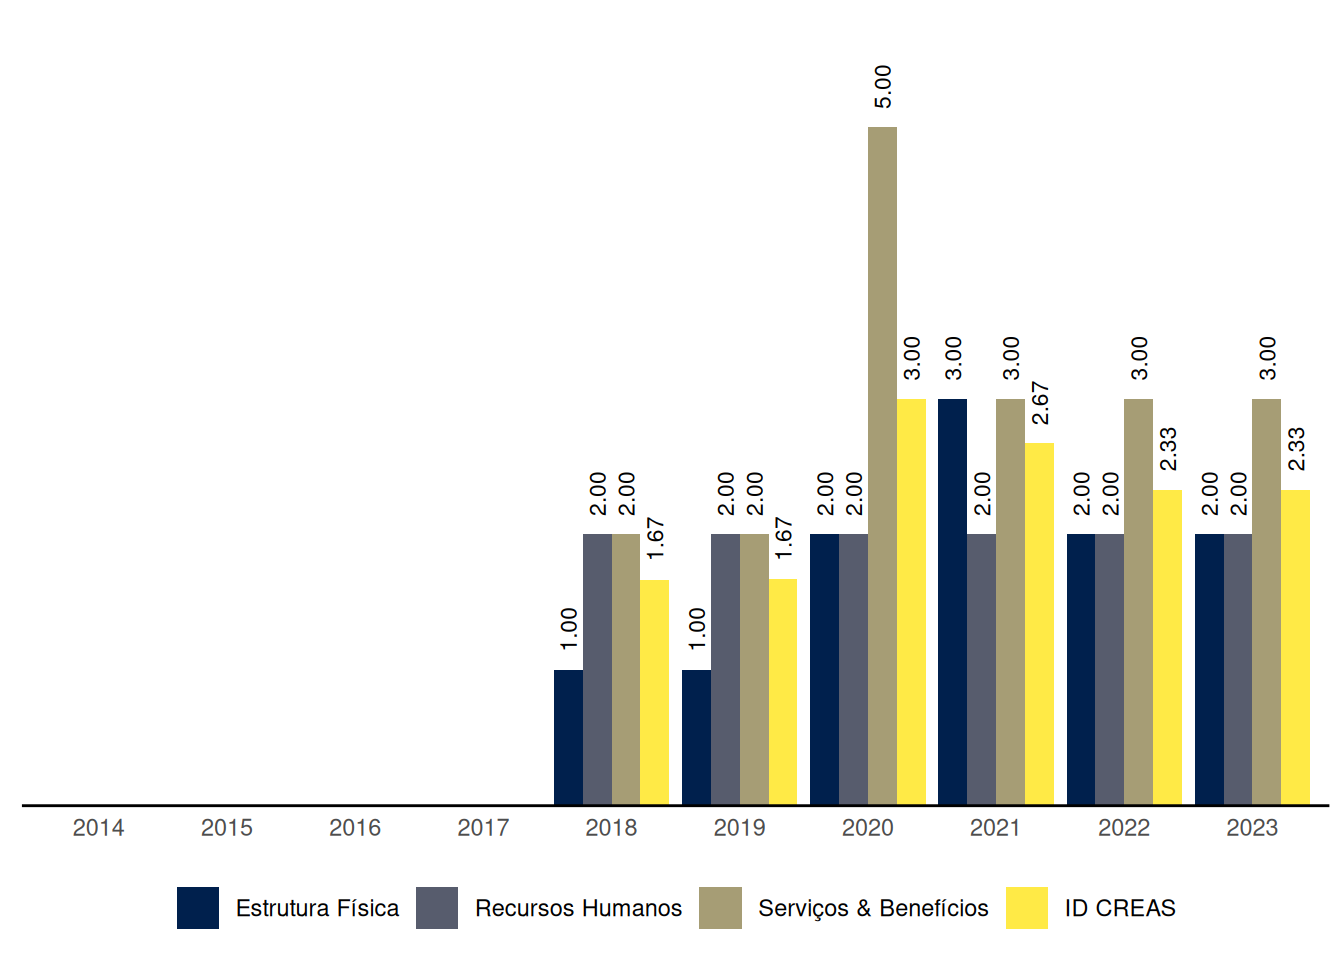 5.00
3.00 3.00 3.00 3.00 3.00
2.67
2.33 2.33
2.00 2.00 2.00 2.00 2.00 2.00 2.00 2.00 2.00 2.00 2.00
1.67 1.67
1.00 1.00
2014 2015 2016 2017 2018 2019 2020 2021 2022 2023
Estrutura Física Recursos Humanos Serviços & Benefícios ID CREAS